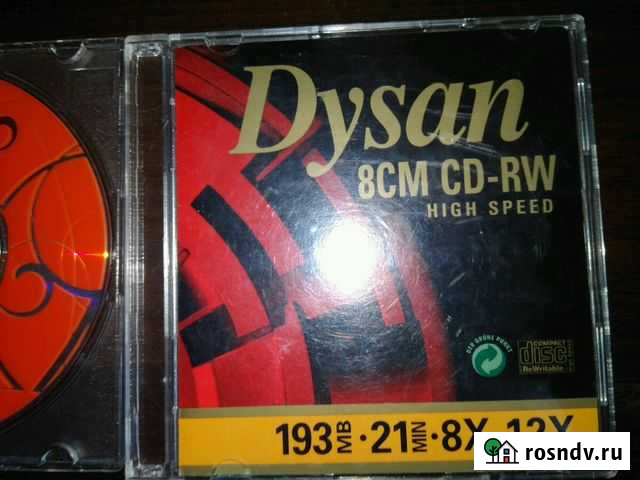 Dysan
8CM CD-RW
HIGH SPEED
DER GRÜNE PUNKT
COMPACT
disc
ReWritable
193 MB · 21 MIN · 8X-12X
rosndv.ru